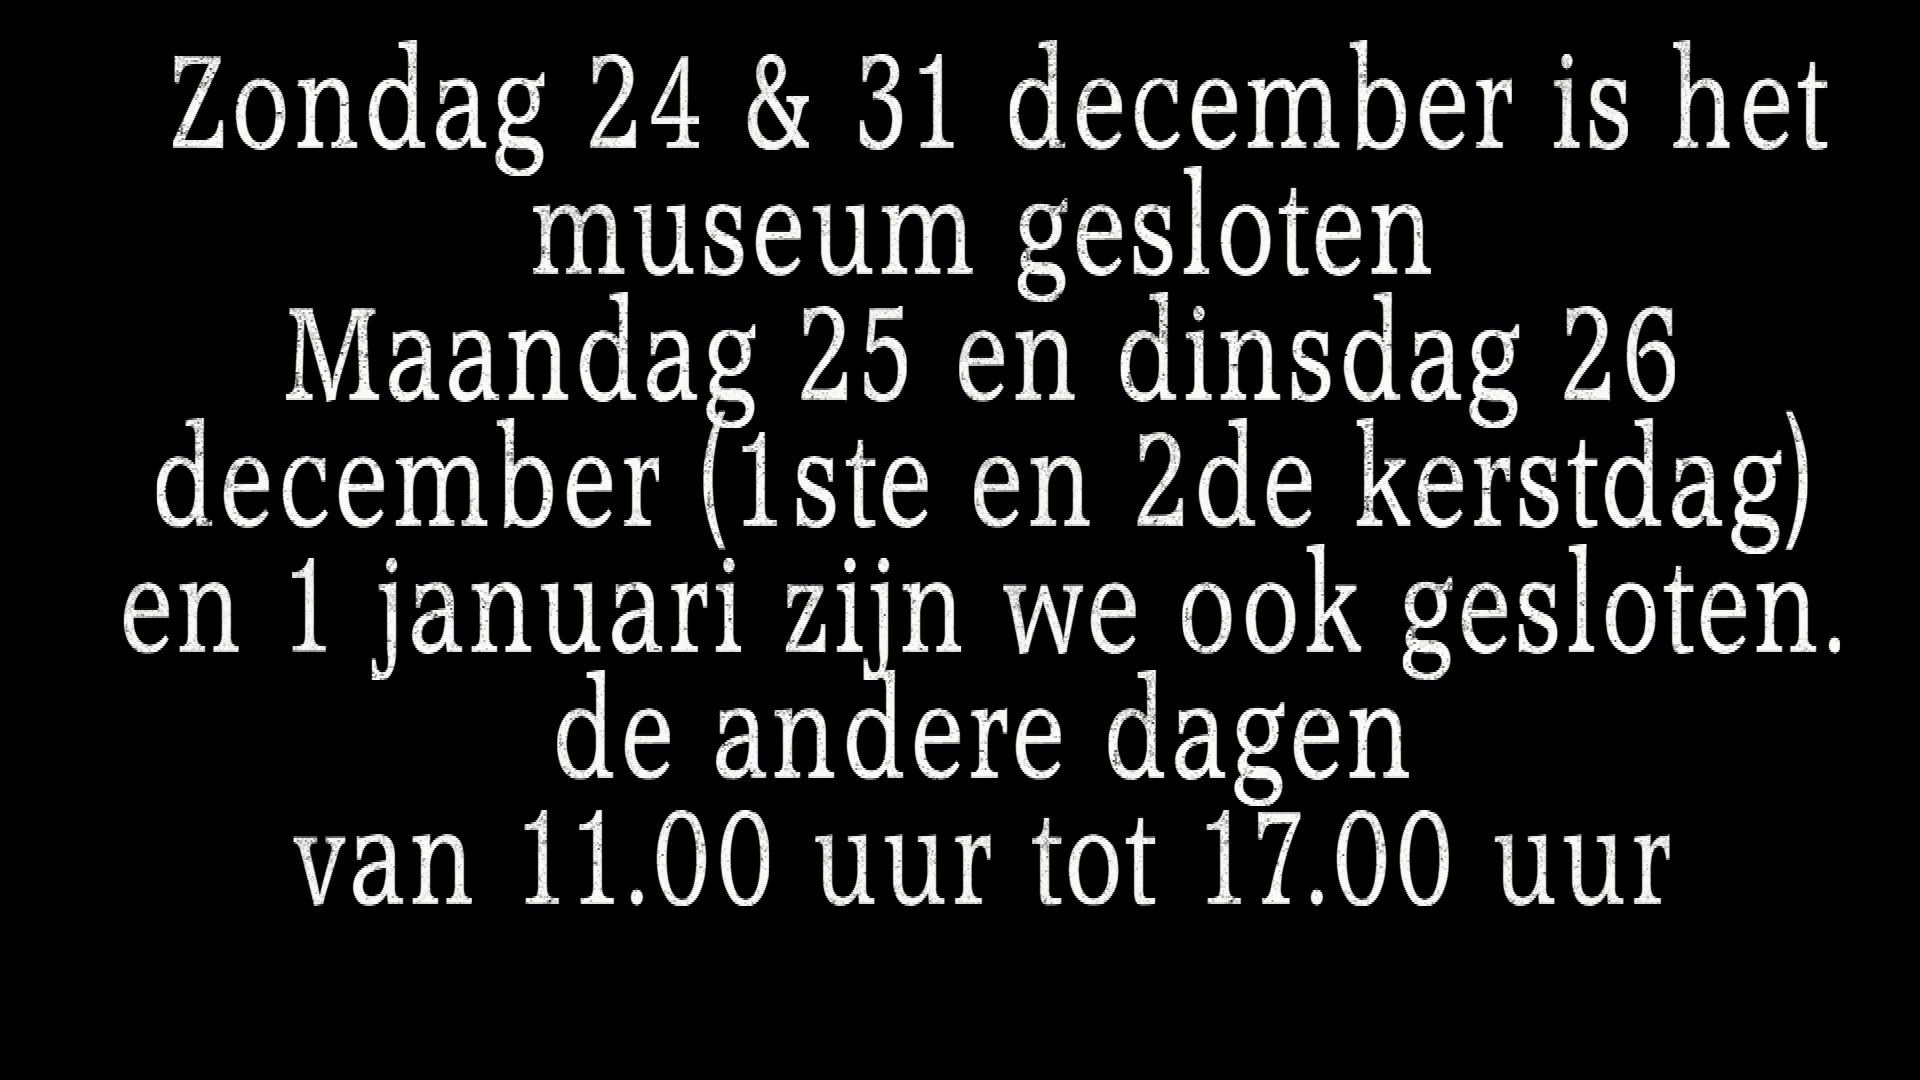 Zondag 24 & 31 december is het
museum gesloten
Maandag 25 en dinsdag 26
december (1ste en 2de kerstdag)
en 1 januari zijn we ook gesloten.
de andere dagen
van 11.00 uur tot 17.00 uur